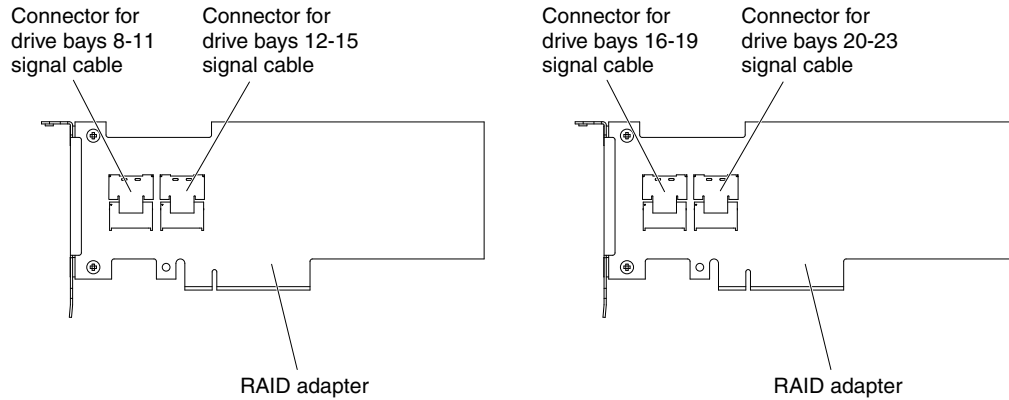 Connector for
drive bays 8-11
signal cable
Connector for
drive bays 12-15
signal cable
Connector for
drive bays 16-19
signal cable
Connector for
drive bays 20-23
signal cable
RAID adapter
RAID adapter